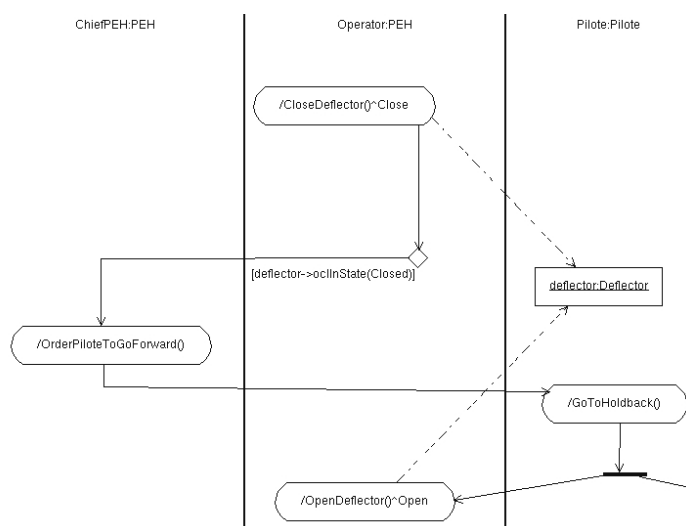 ChiefPEH:PEH
Operator:PEH
Pilote:Pilote
/CloseDeflector()^Close
[deflector->oclInState(Closed)]
deflector:Deflector
/OrderPiloteToGoForward()
/GoToHoldback()
/OpenDeflector()^Open